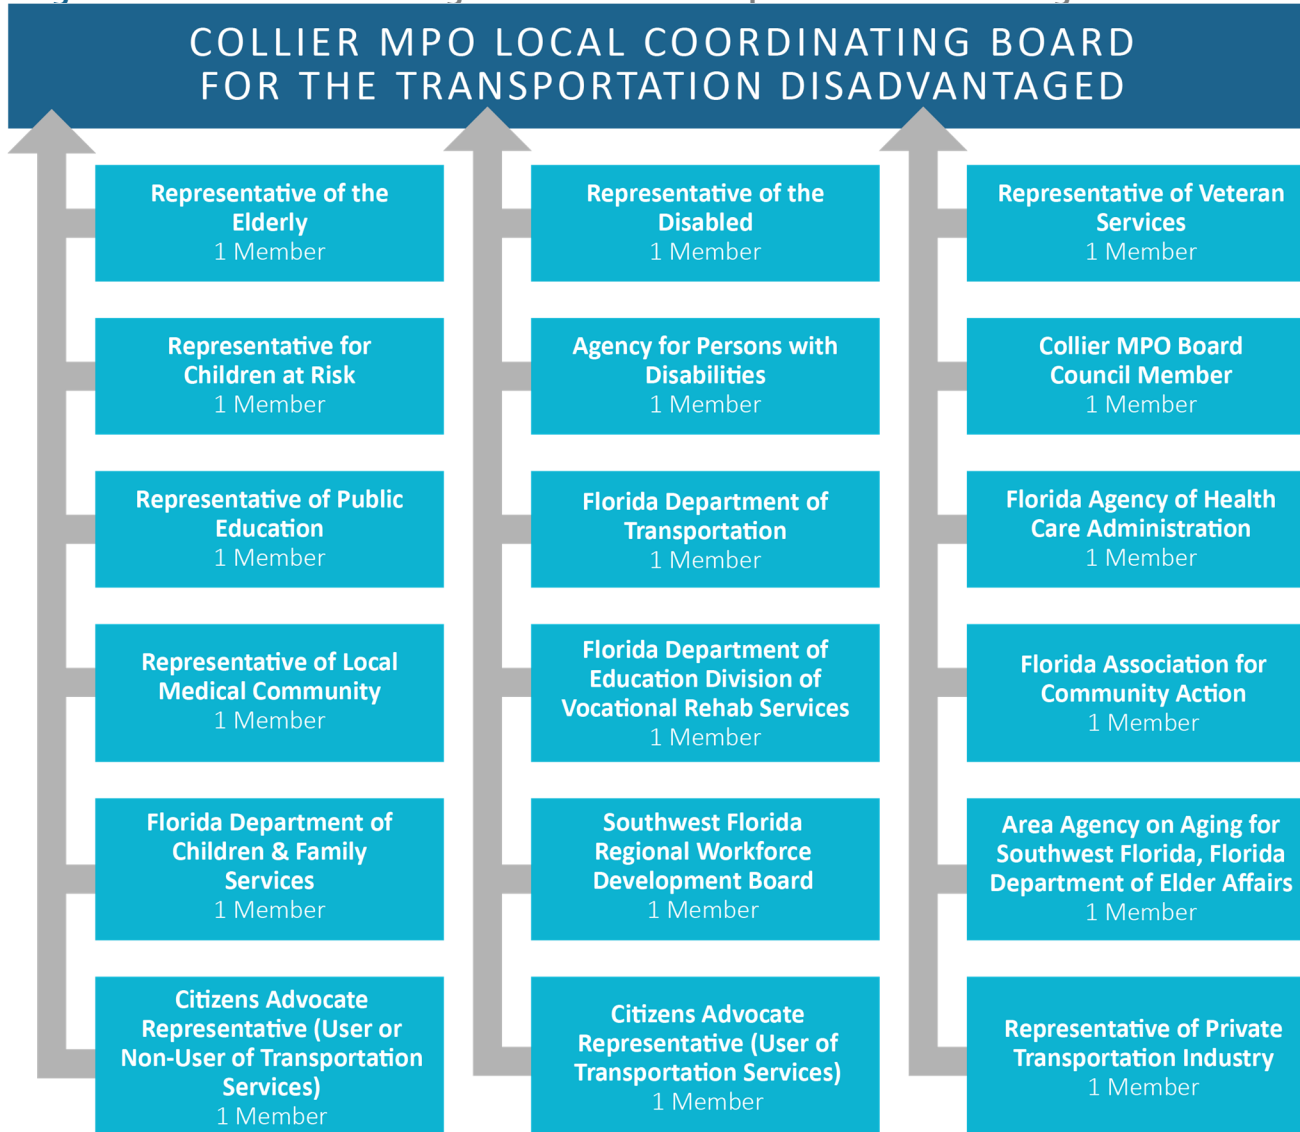 COLLIER MPO LOCAL COORDINATING BOARD
FOR THE TRANSPORTATION DISADVANTAGED
Representative of the
Elderly
1 Member
Representative of the
Disabled
1 Member
Representative of Veteran
Services
1 Member
Representative for
Children at Risk
1 Member
Agency for Persons with
Disabilities
1 Member
Collier MPO Board
Council Member
1 Member
Representative of Public
Education
1 Member
Florida Department of
Transportation
1 Member
Florida Agency of Health
Care Administration
1 Member
Representative of Local
Medical Community
1 Member
Florida Department of
Education Division of
Vocational Rehab Services
1 Member
Florida Association for
Community Action
1 Member
Florida Department of
Children & Family
Services
1 Member
Southwest Florida
Regional Workforce
Development Board
1 Member
Area Agency on Aging for
Southwest Florida, Florida
Department of Elder Affairs
1 Member
Citizens Advocate
Representative (User or
Non-User of Transportation
Services)
1 Member
Citizens Advocate
Representative (User of
Transportation Services)
1 Member
Representative of Private
Transportation Industry
1 Member